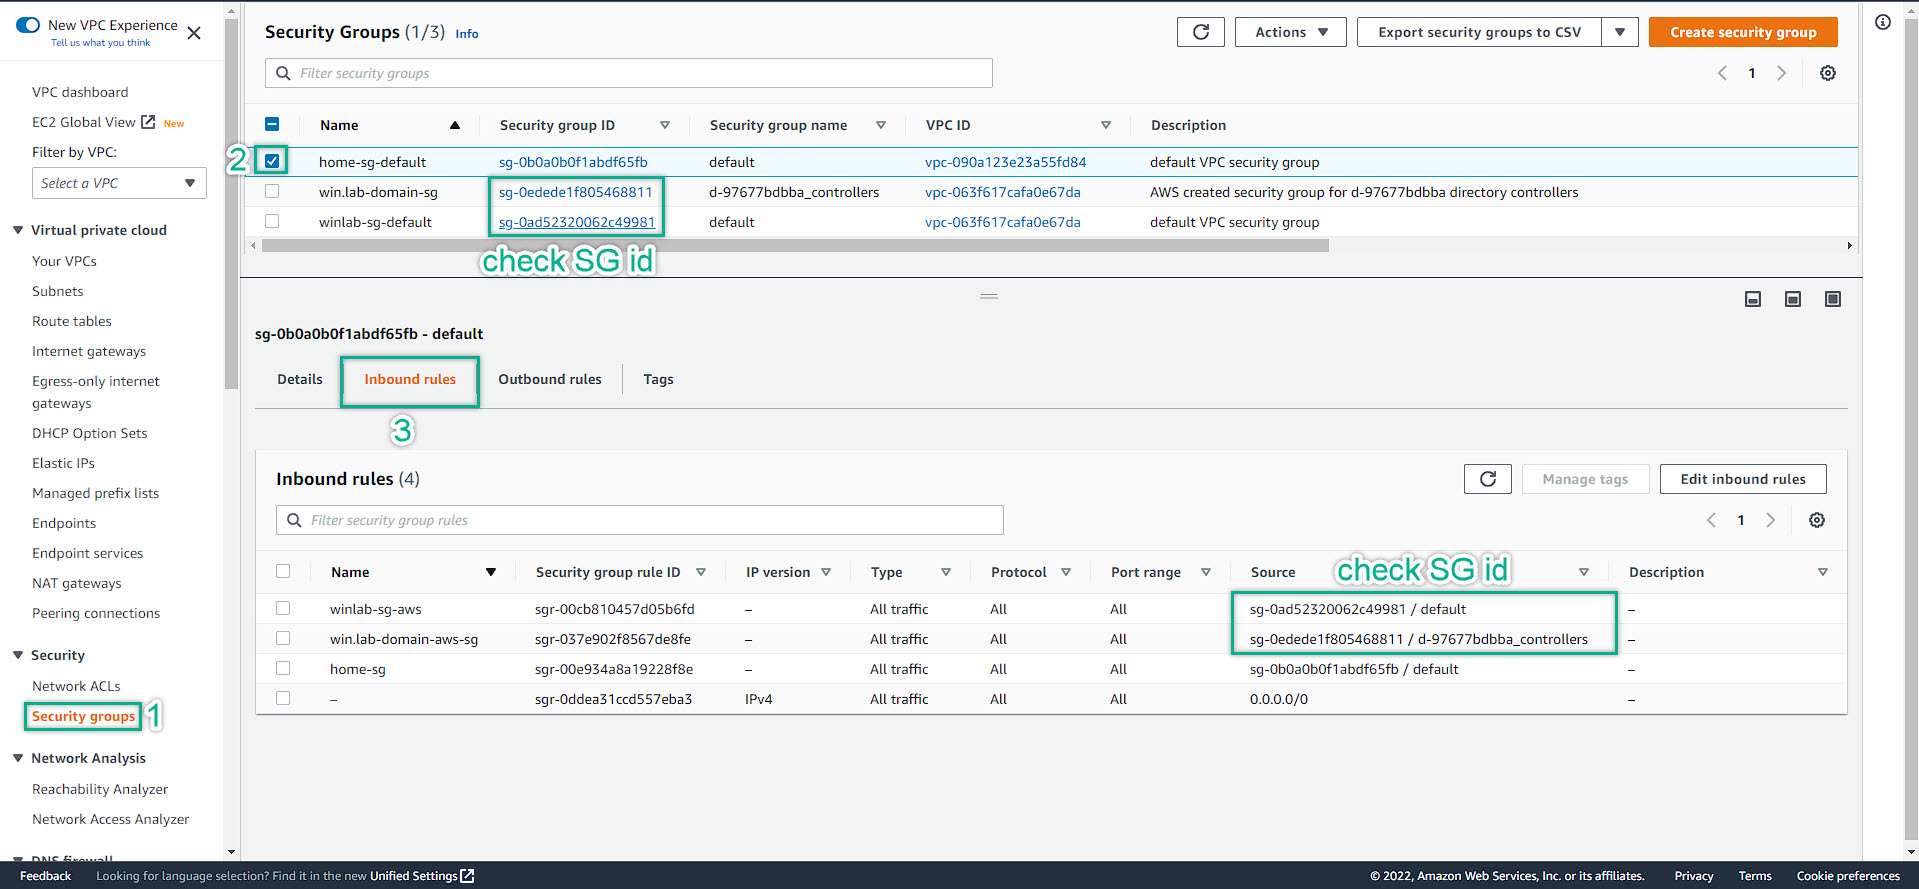 New VPC Experience
Tell us what you think
VPC dashboard
EC2 Global View New
Filter by VPC:
Select a VPC
Virtual private cloud
Your VPCs
Subnets
Route tables
Internet gateways
Egress-only internet
gateways
DHCP Option Sets
Elastic IPs
Managed prefix lists
Endpoints
Endpoint services
NAT gateways
Peering connections
Security
Network ACLs
Security groups 1
Network Analysis
Reachability Analyzer
Network Access Analyzer
DNS firewall
Security Groups (1/3) Info
Actions
Export security groups to CSV
Create security group
Filter security groups
1
Name Security group ID Security group name VPC ID Description
2 home-sg-default sg-0b0a0b0f1abdf65fb default vpc-090a123e23a55fd84 default VPC security group
win.lab-domain-sg sg-0edede1f805468811 d-97677bdbba_controllers vpc-063f617cafa0e67da AWS created security group for d-97677bdbba directory controllers
winlab-sg-default sg-0ad52320062c49981 default vpc-063f617cafa0e67da default VPC security group
check SG id
sg-0b0a0b0f1abdf65fb - default
Details Inbound rules Outbound rules Tags
3
Inbound rules (4)
Manage tags
Edit inbound rules
Filter security group rules
1
Name Security group rule ID IP version Type Protocol Port range Source check SG id Description
winlab-sg-aws sgr-00cb810457d05b6fd – All traffic All All sg-0ad52320062c49981 / default –
win.lab-domain-aws-sg sgr-037e902f8567de8fe – All traffic All All sg-0edede1f805468811 / d-97677bdbba_controllers –
home-sg sgr-00e934a8a19228f8e – All traffic All All sg-0b0a0b0f1abdf65fb / default –
– sgr-0ddea31ccd557eba3 IPv4 All traffic All All 0.0.0.0/0 –
Feedback Looking for language selection? Find it in the new Unified Settings © 2022, Amazon Web Services, Inc. or its affiliates. Privacy Terms Cookie preferences